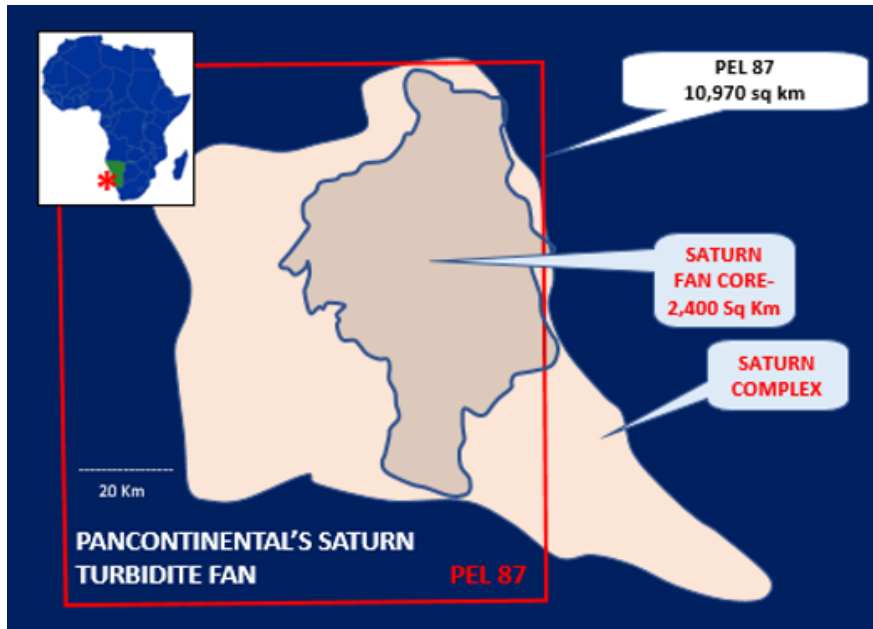 PEL 87
10,970 sq km
SATURN
FAN CORE-
2,400 Sq Km
SATURN
COMPLEX
20 Km
PANCONTINENTAL'S SATURN
TURBIDITE FAN
PEL 87